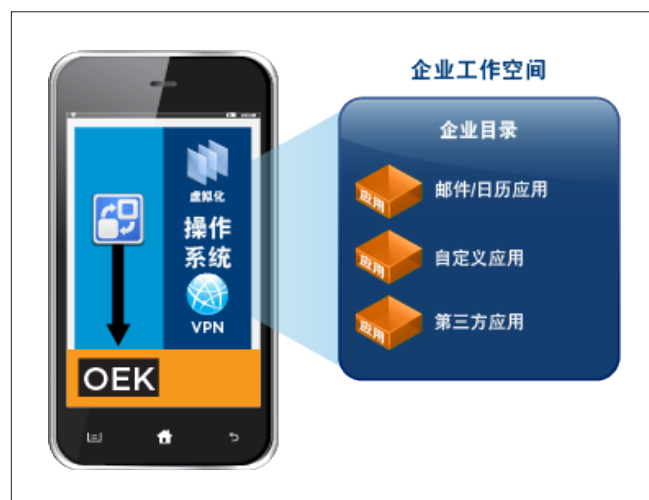 企业工作空间
企业目录
应用
邮件/日历应用
应用
自定义应用
应用
第三方应用
虚拟化
操作
系统
VPN
OEK